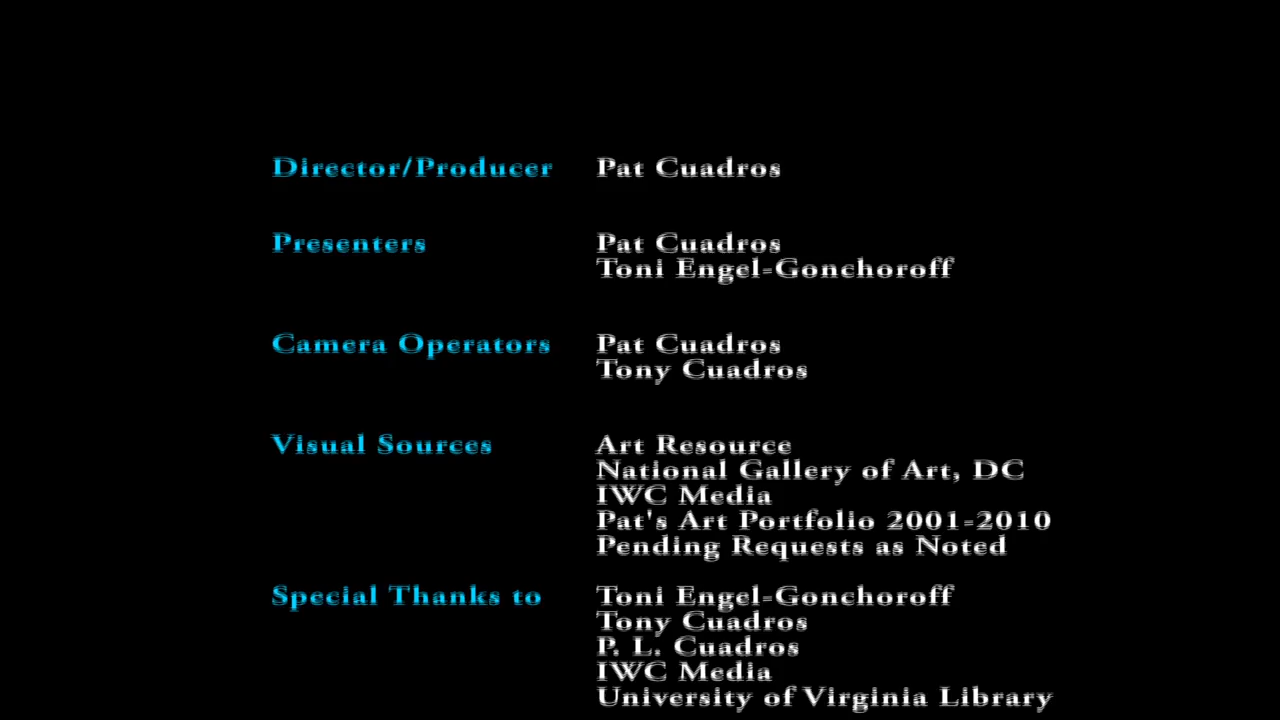 Director/Producer Pat Cuadros
Presenters Pat Cuadros
Toni Engel-Gonchoroff
Camera Operators Pat Cuadros
Tony Cuadros
Visual Sources Art Resource
National Gallery of Art, DC
IWC Media
Pat's Art Portfolio 2001-2010
Pending Requests as Noted
Special Thanks to Toni Engel-Gonchoroff
Tony Cuadros
P. L. Cuadros
IWC Media
University of Virginia Library